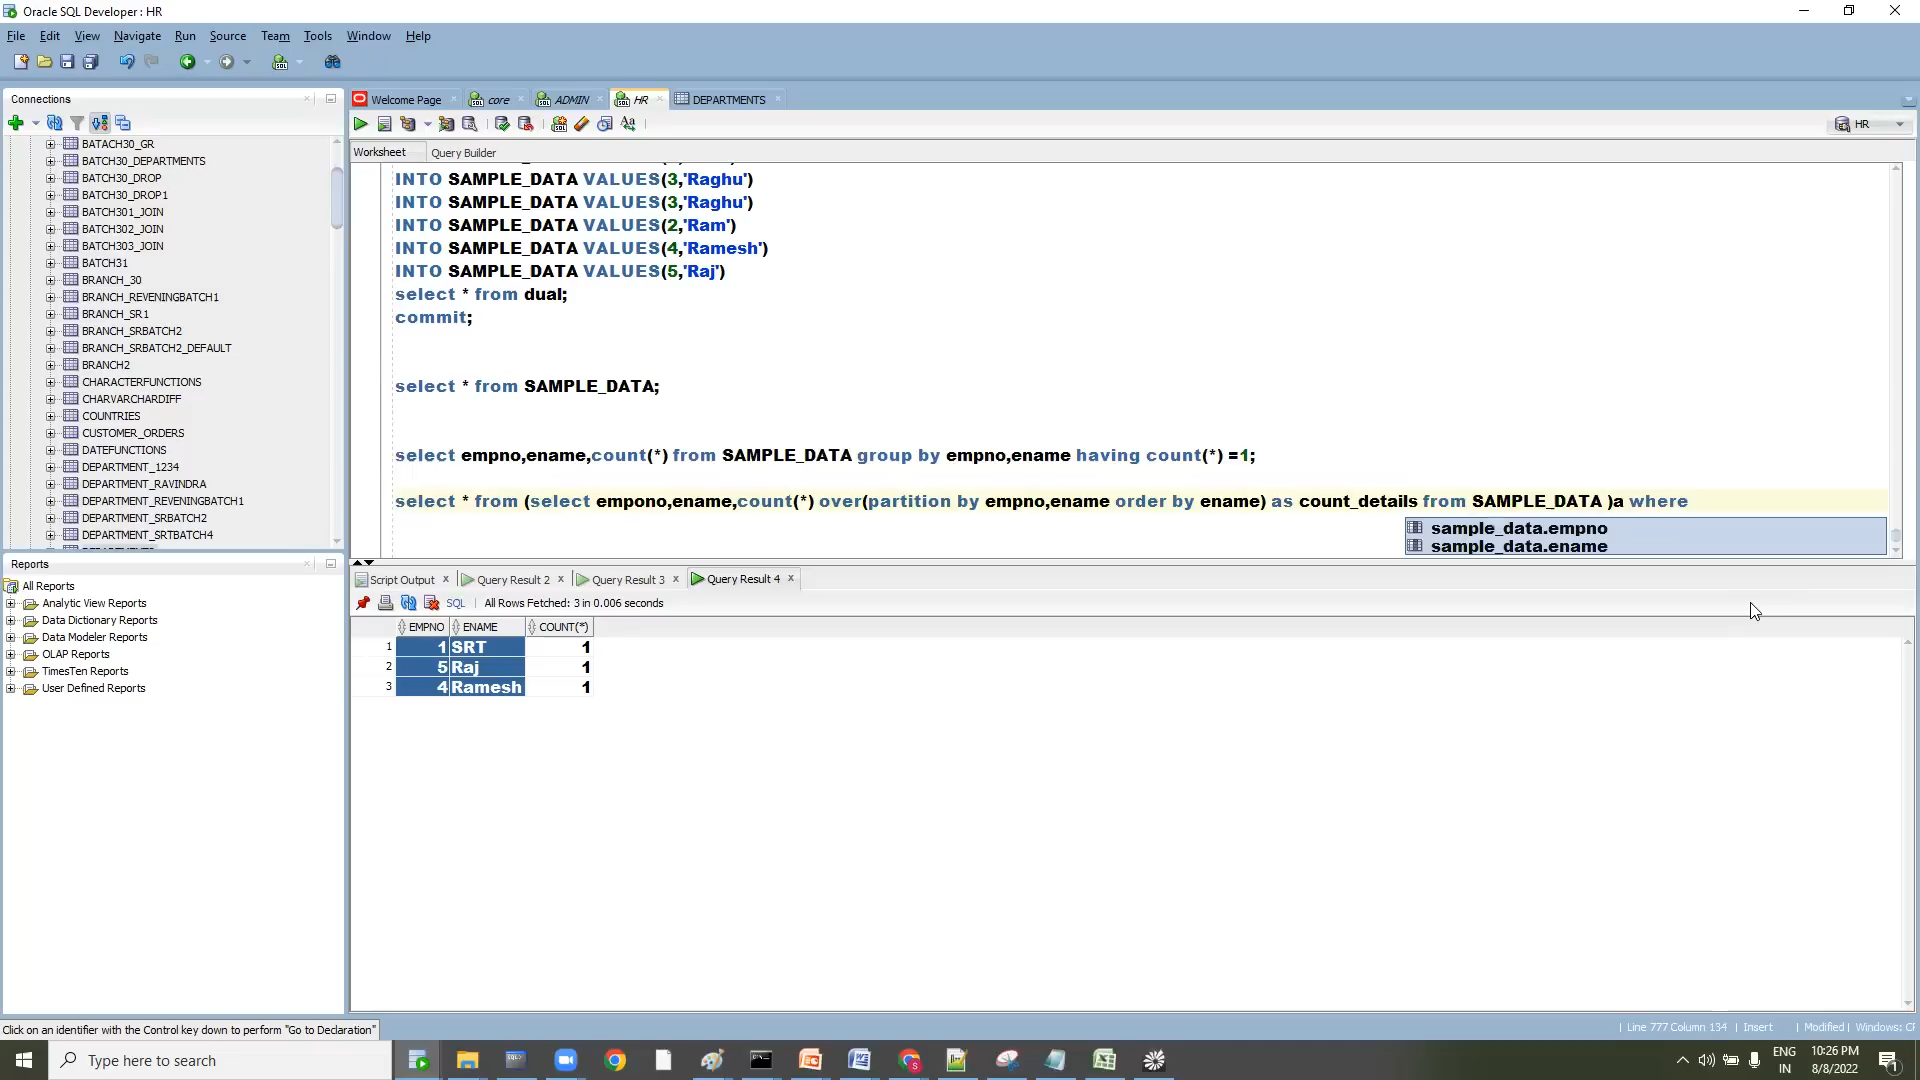 Oracle SQL Developer : HR
File Edit View Navigate Run Source Team Tools Window Help
Connections
BATACH30_GR
BATCH30_DEPARTMENTS
BATCH30_DROP
BATCH30_DROP1
BATCH301_JOIN
BATCH302_JOIN
BATCH303_JOIN
BATCH31
BRANCH_30
BRANCH_REVENINGBATCH1
BRANCH_SR1
BRANCH_SRBATCH2
BRANCH_SRBATCH2_DEFAULT
BRANCH2
CHARACTERFUNCTIONS
CHARVARCHARDIFF
COUNTRIES
CUSTOMER_ORDERS
DATEFUNCTIONS
DEPARTMENT_1234
DEPARTMENT_RAVINDRA
DEPARTMENT_REVENINGBATCH1
DEPARTMENT_SRBATCH2
DEPARTMENT_SRTBATCH4
Reports
All Reports
Analytic View Reports
Data Dictionary Reports
Data Modeler Reports
OLAP Reports
TimesTen Reports
User Defined Reports
Welcome Page core ADMIN HR DEPARTMENTS
HR
Worksheet Query Builder
INTO SAMPLE_DATA VALUES(3,'Raghu')
INTO SAMPLE_DATA VALUES(3,'Raghu')
INTO SAMPLE_DATA VALUES(2,'Ram')
INTO SAMPLE_DATA VALUES(4,'Ramesh')
INTO SAMPLE_DATA VALUES(5,'Raj')
select * from dual;
commit;
select * from SAMPLE_DATA;
select empno,ename,count(*) from SAMPLE_DATA group by empno,ename having count(*) =1;
select * from (select empono,ename,count(*) over(partition by empno,ename order by ename) as count_details from SAMPLE_DATA )a where
sample_data.empno
sample_data.ename
Script Output Query Result 2 Query Result 3 Query Result 4
SQL All Rows Fetched: 3 in 0.006 seconds
EMPNO ENAME COUNT(*)
1 1 SRT 1
2 5 Raj 1
3 4 Ramesh 1
Click on an identifier with the Control key down to perform "Go to Declaration"
Line 777 Column 134 Insert Modified Windows: CF
Type here to search
ENG
IN
10:26 PM
8/8/2022
1